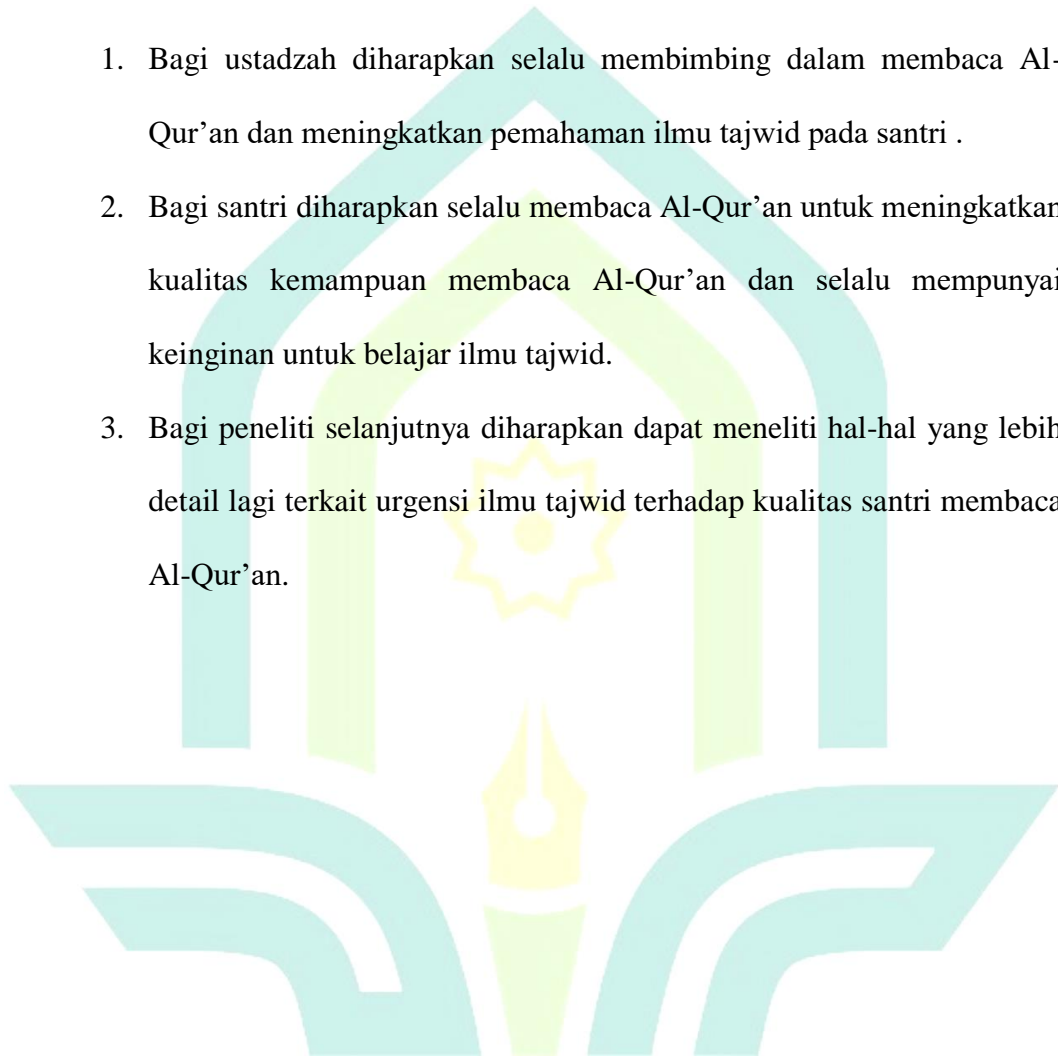 1. Bagi ustadzah diharapkan selalu membimbing dalam membaca Al-
Qur’an dan meningkatkan pemahaman ilmu tajwid pada santri .
2. Bagi santri diharapkan selalu membaca Al-Qur’an untuk meningkatkan
kualitas kemampuan membaca Al-Qur’an dan selalu mempunyai
keinginan untuk belajar ilmu tajwid.
3. Bagi peneliti selanjutnya diharapkan dapat meneliti hal-hal yang lebih
detail lagi terkait urgensi ilmu tajwid terhadap kualitas santri membaca
Al-Qur’an.